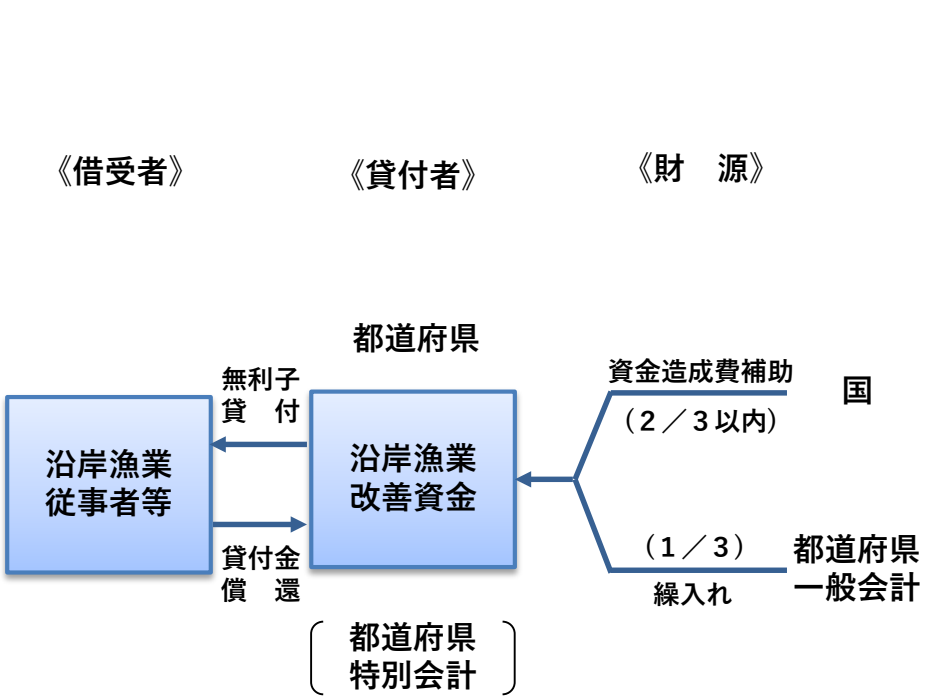 《借受者》
《貸付者》
《財　源》
都道府県
無利子
貸　付
沿岸漁業
従事者等
貸付金
償　還
沿岸漁業
改善資金
都道府県
特別会計
資金造成費補助
（２／３以内）
国
（１／３）
繰入れ
都道府県
一般会計